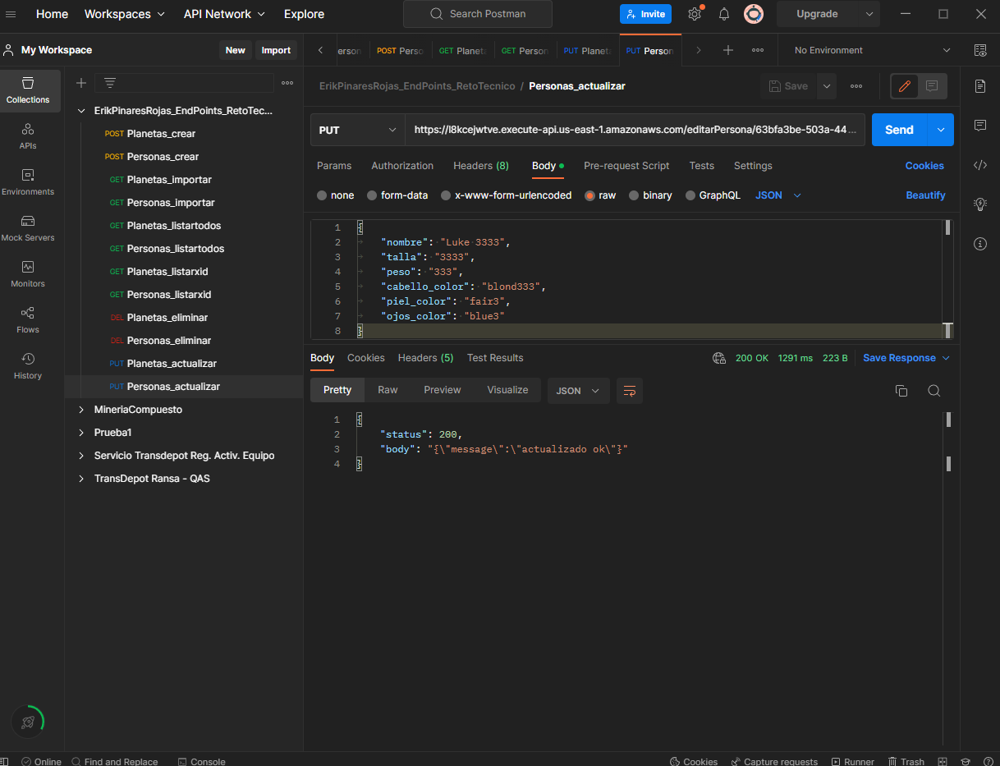 Home Workspaces API Network Explore Search Postman Invite Upgrade
My Workspace New Import
erson POST Perso GET Planeta GET Person PUT Planeta PUT Person No Environment
Collections
APIs
Environments
Mock Servers
Monitors
Flows
History
ErikPinaresRojas_EndPoints_RetoTec...
POST Planetas_crear
POST Personas_crear
GET Planetas_importar
GET Personas_importar
GET Planetas_listartodos
GET Personas_listartodos
GET Planetas_listarxid
GET Personas_listarxid
DEL Planetas_eliminar
DEL Personas_eliminar
PUT Planetas_actualizar
PUT Personas_actualizar
MineriaCompuesto
Prueba1
Servicio Transdepot Reg. Activ. Equipo
TransDepot Ransa - QAS
ErikPinaresRojas_EndPoints_RetoTecnico / Personas_actualizar Save
PUT https://l8kcejwtve.execute-api.us-east-1.amazonaws.com/editarPersona/63bfa3be-503a-44... Send
Params Authorization Headers (8) Body Pre-request Script Tests Settings Cookies
none form-data x-www-form-urlencoded raw binary GraphQL JSON Beautify
1 {
2 "nombre": "Luke 3333",
3 "talla": "3333",
4 "peso": "333",
5 "cabello_color": "blond333",
6 "piel_color": "fair3",
7 "ojos_color": "blue3"
8 }
Body Cookies Headers (5) Test Results 200 OK 1291 ms 223 B Save Response
Pretty Raw Preview Visualize JSON
1 {
2 "status": 200,
3 "body": "{\"message\":\"actualizado ok\"}"
4 }
Online Find and Replace Console Cookies Capture requests Runner Trash